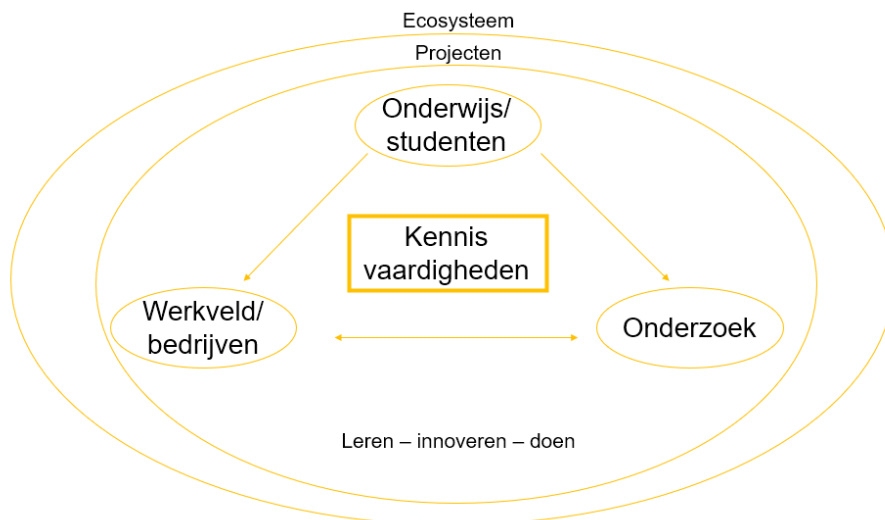 Ecosysteem
Projecten
Onderwijs/
studenten
Kennis
vaardigheden
Werkveld/
bedrijven
Onderzoek
Leren – innoveren – doen